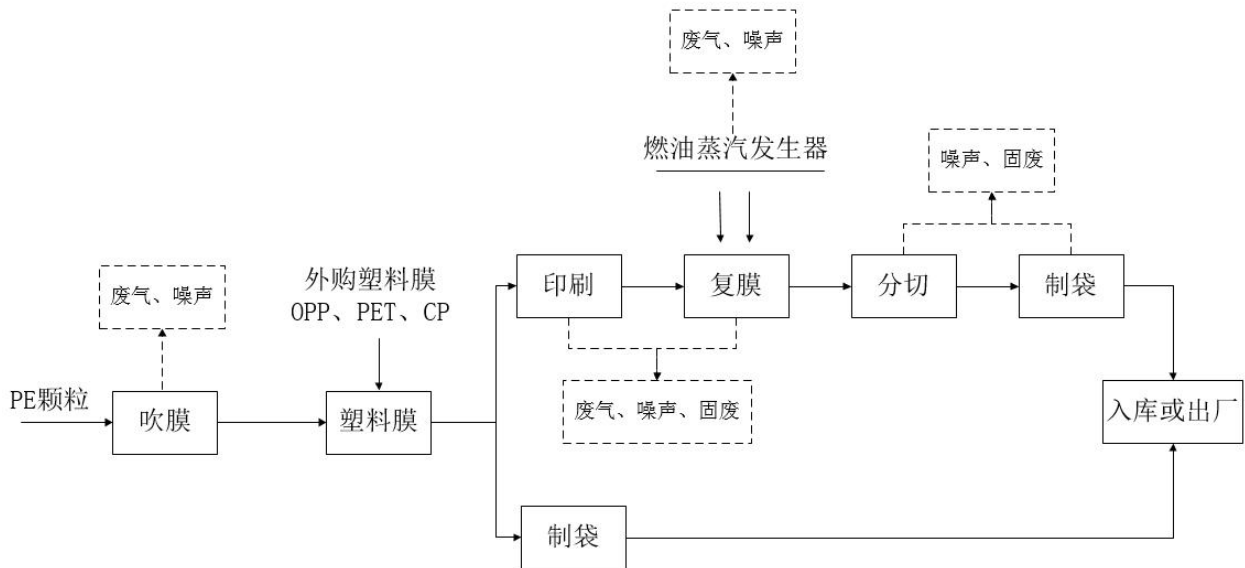 废气、噪声
燃油蒸汽发生器
噪声、固废
废气、噪声
外购塑料膜
OPP、PET、CP
印刷
复膜
分切
制袋
PE颗粒
吹膜
塑料膜
废气、噪声、固废
入库或出厂
制袋